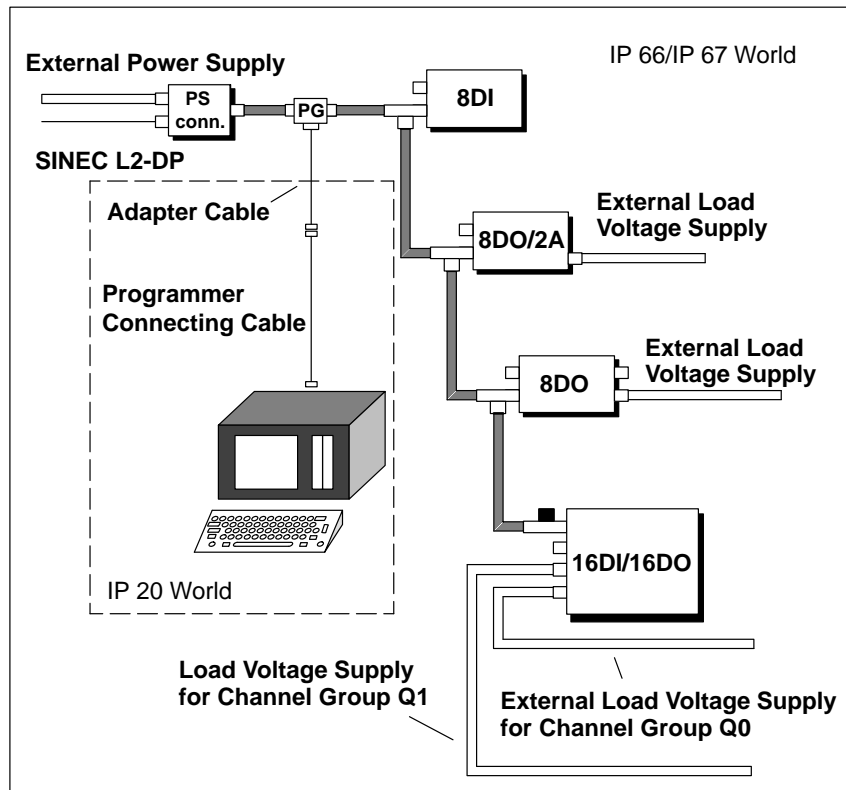 IP 66/IP 67 World
External Power Supply
PS
conn.
PG
8DI
SINEC L2-DP
Adapter Cable
External Load
Voltage Supply
8DO/2A
Programmer
Connecting Cable
External Load
Voltage Supply
8DO
16DI/16DO
IP 20 World
Load Voltage Supply
for Channel Group Q1
External Load Voltage Supply
for Channel Group Q0